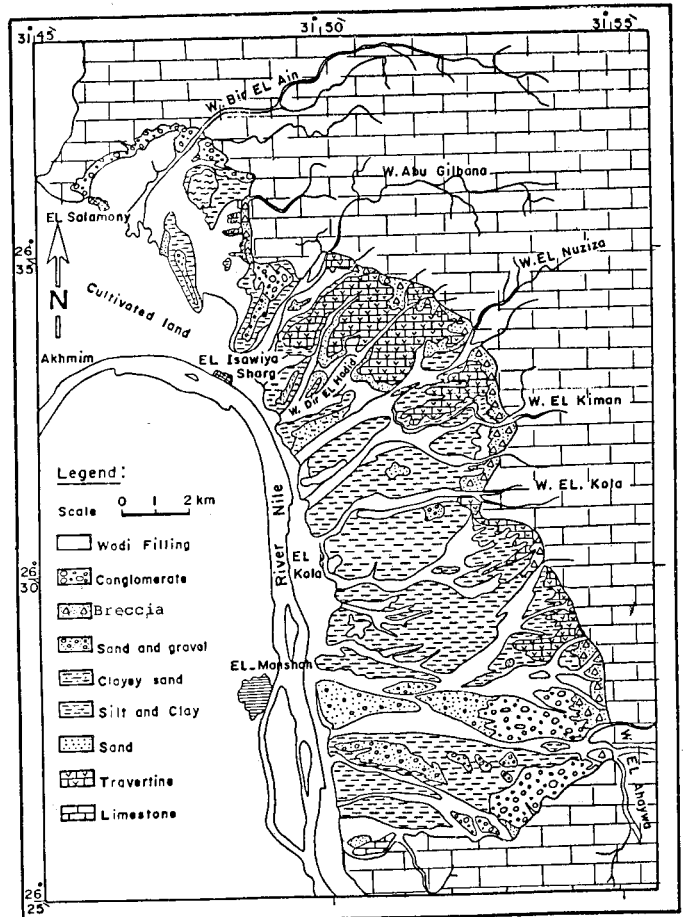 31°45'
31°50'
31°55'
W. Bir EL Ain
W. Abu Gilbana
EL Salamony
W. EL Nuziza
26°
35'
N
Cultivated land
Akhmim
EL Isawiya
Sharg
W. Dir EL Hadid
W. EL Kiman
Legend:
Scale 0 1 2 km
W. EL. Kola
River Nile
Wadi Filling
EL
Kola
26°
30'
Conglomerate
Breccia
Sand and gravel
EL-Manshah
Clayey sand
Silt and Clay
Sand
W. EL Ahaywa
Travertine
Limestone
26°
25'